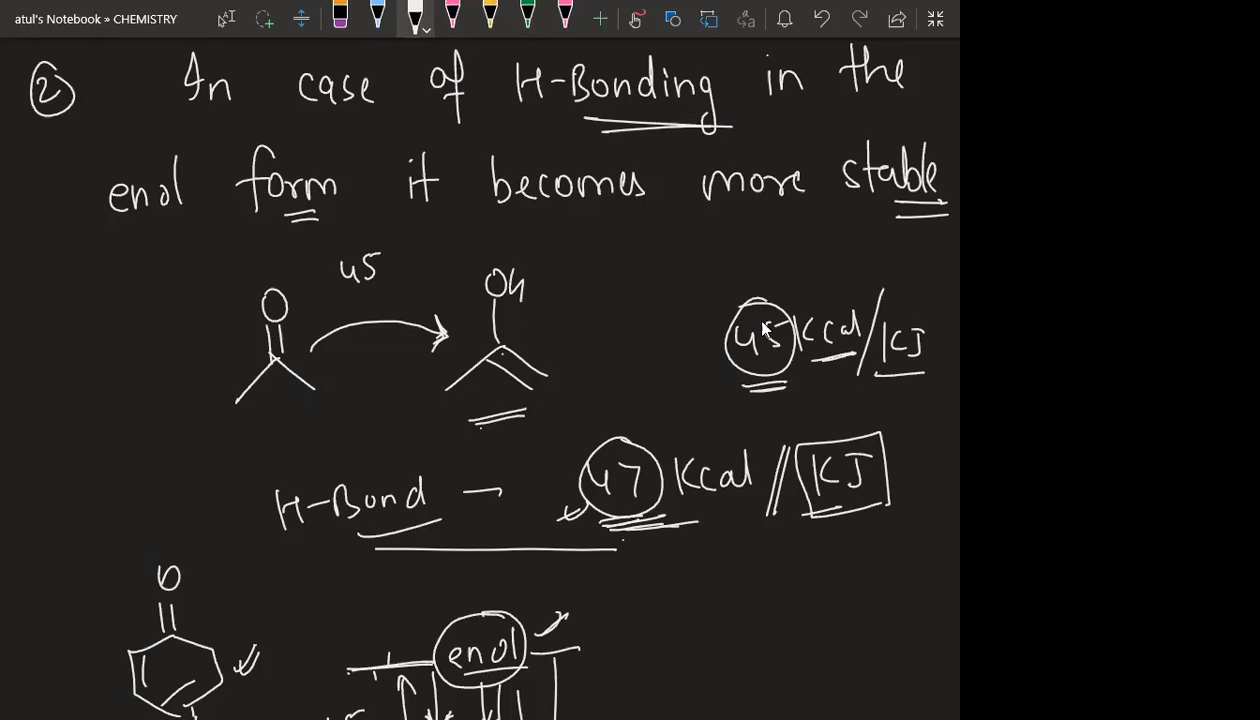 atul's Notebook » CHEMISTRY
② In case of H-Bonding in the
enol form it becomes more stable
45
O
OH
45 Kcal/KJ
H-Bond - 47 Kcal // KJ
O
enol